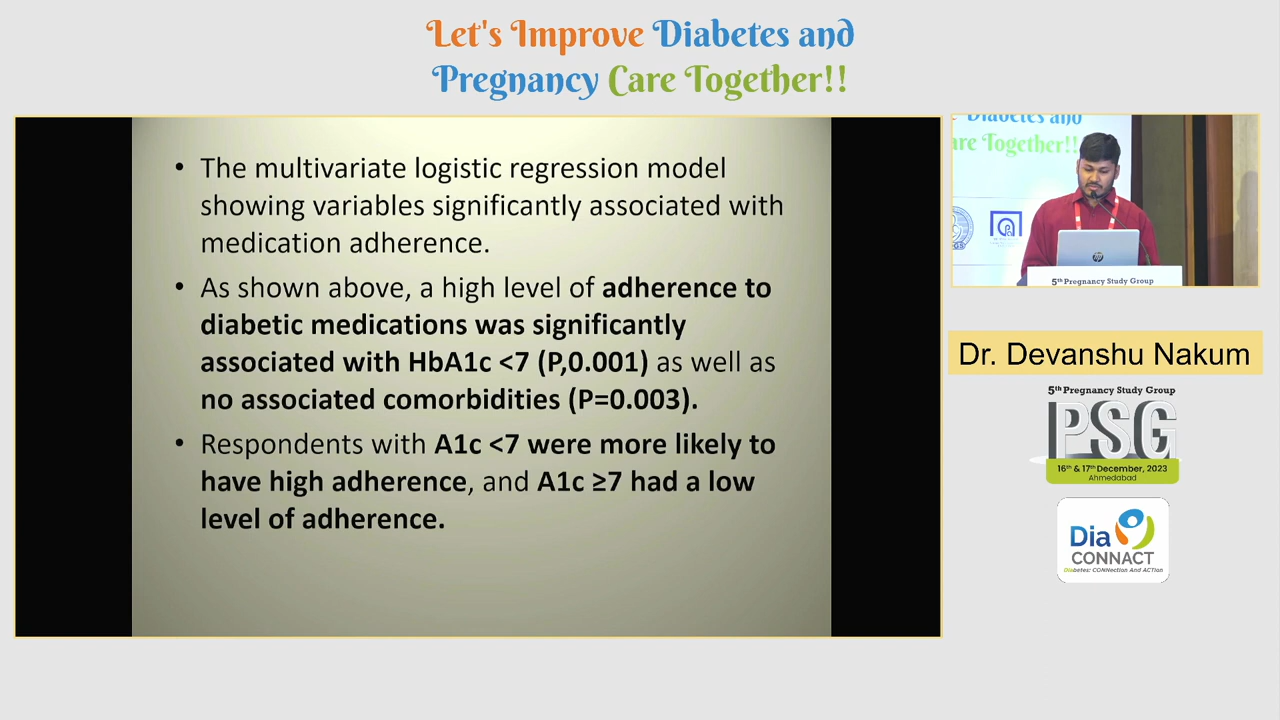 Let's Improve Diabetes and
Pregnancy Care Together!!
• The multivariate logistic regression model
showing variables significantly associated with
medication adherence.
• As shown above, a high level of adherence to
diabetic medications was significantly
associated with HbA1c <7 (P,0.001) as well as
no associated comorbidities (P=0.003).
• Respondents with A1c <7 were more likely to
have high adherence, and A1c ≥7 had a low
level of adherence.
Diabetes and
are Together!!
hp
5th Pregnancy Study Group
Dr. Devanshu Nakum
5th Pregnancy Study Group
PSG
16th & 17th December, 2023
Ahmedabad
Dia
CONNACT
Diabetes: CONNection And ACTion